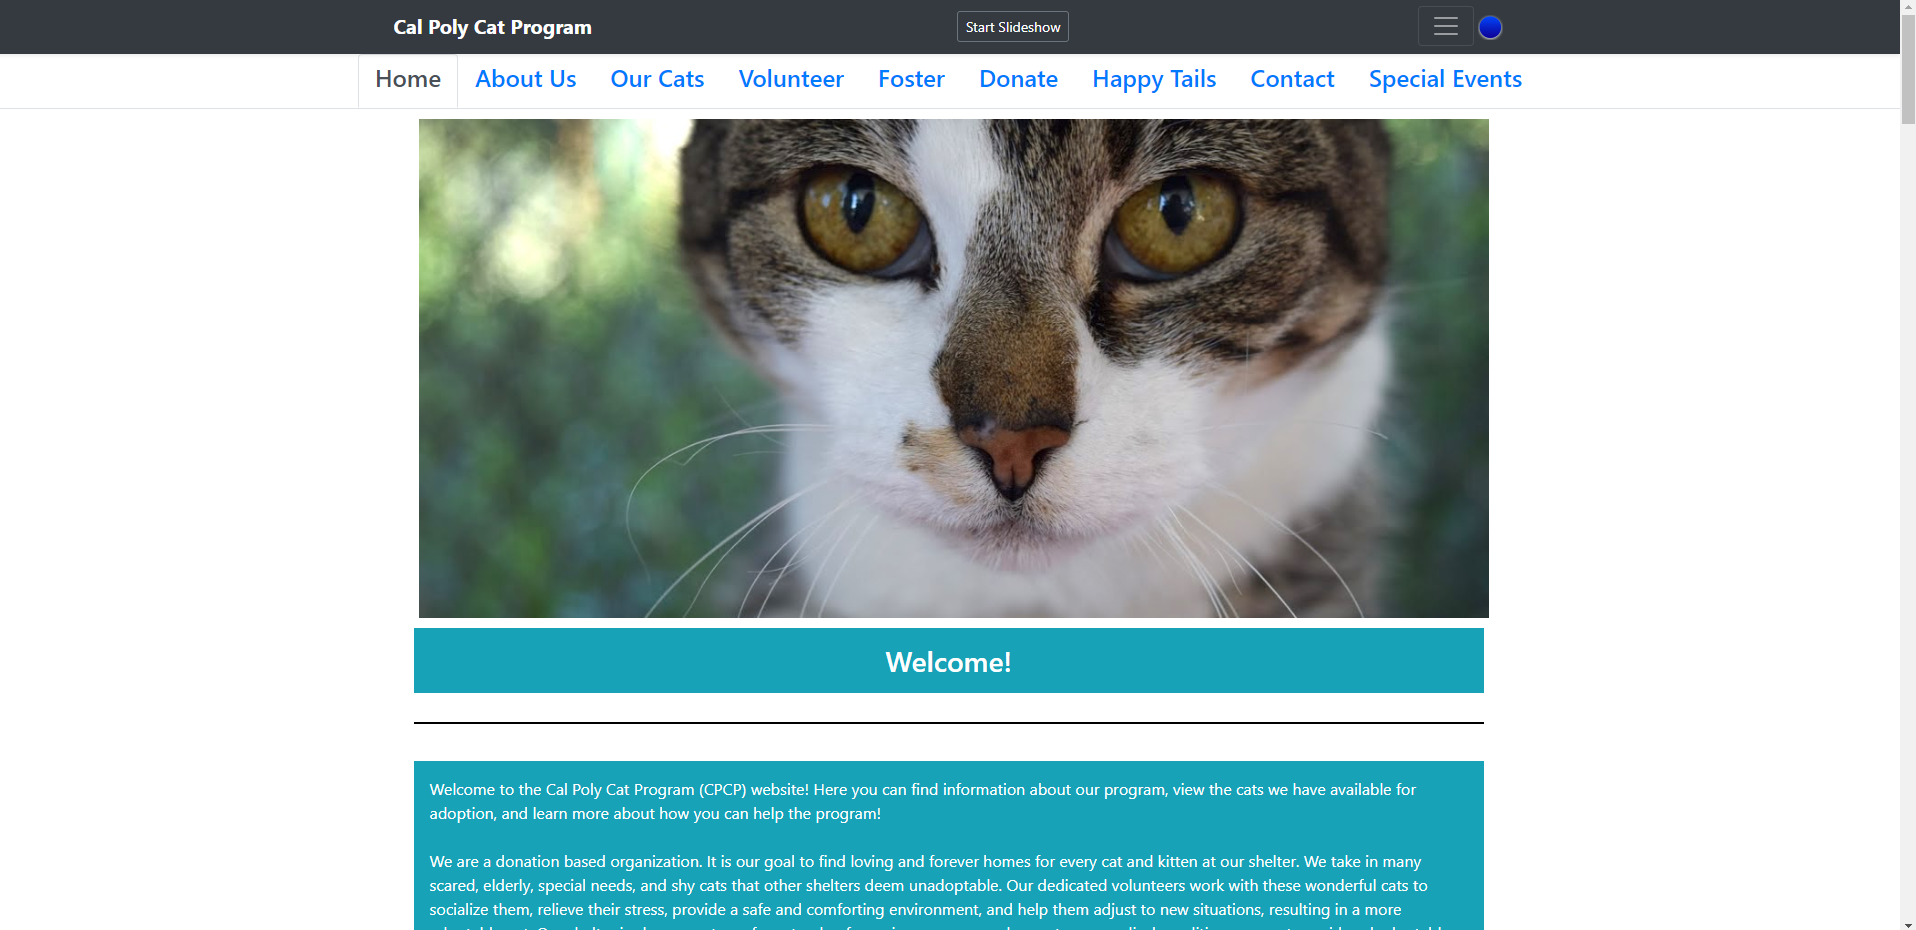 Cal Poly Cat Program
Start Slideshow
Home About Us Our Cats Volunteer Foster Donate Happy Tails Contact Special Events
Welcome!
Welcome to the Cal Poly Cat Program (CPCP) website! Here you can find information about our program, view the cats we have available for
adoption, and learn more about how you can help the program!
We are a donation based organization. It is our goal to find loving and forever homes for every cat and kitten at our shelter. We take in many
scared, elderly, special needs, and shy cats that other shelters deem unadoptable. Our dedicated volunteers work with these wonderful cats to
socialize them, relieve their stress, provide a safe and comforting environment, and help them adjust to new situations, resulting in a more